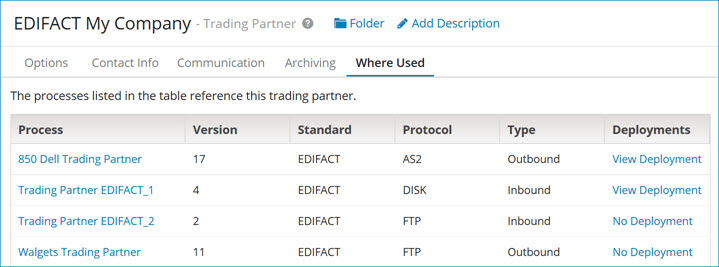 EDIFACT My Company - Trading Partner ? Folder Add Description
Options Contact Info Communication Archiving Where Used
The processes listed in the table reference this trading partner.
Process Version Standard Protocol Type Deployments
850 Dell Trading Partner 17 EDIFACT AS2 Outbound View Deployment
Trading Partner EDIFACT_1 4 EDIFACT DISK Inbound View Deployment
Trading Partner EDIFACT_2 2 EDIFACT FTP Inbound No Deployment
Walgets Trading Partner 11 EDIFACT FTP Outbound No Deployment